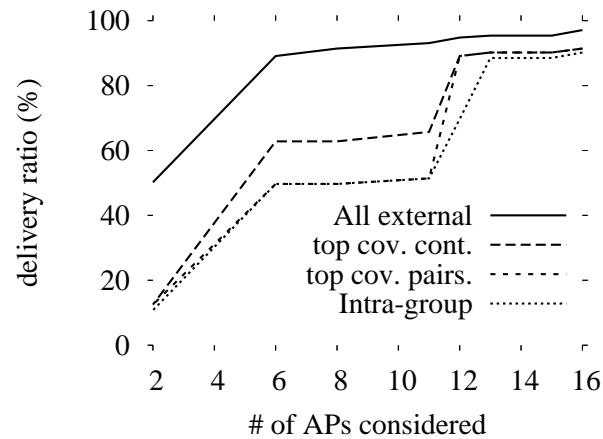 100
80
60
40
20
0
delivery ratio (%)
All external
top cov. cont.
top cov. pairs.
Intra-group
2 4 6 8 10 12 14 16
# of APs considered